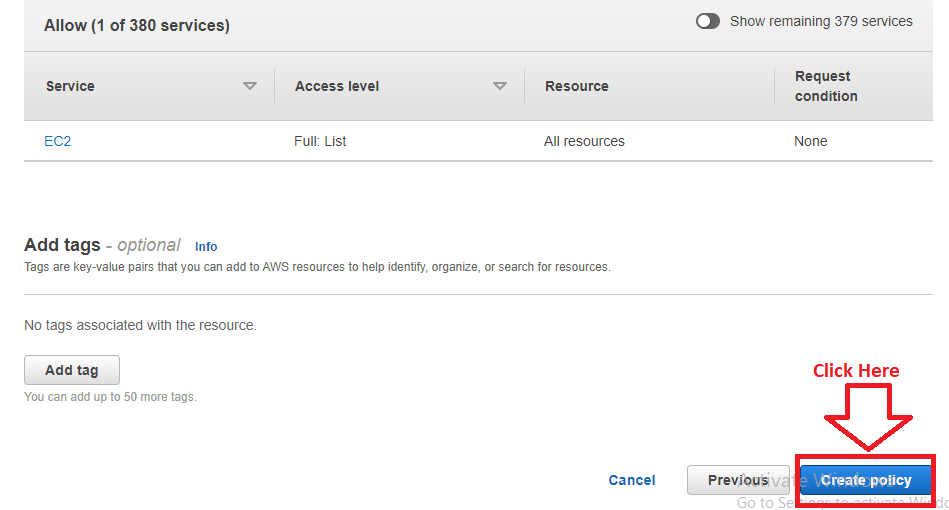 Allow (1 of 380 services)
Show remaining 379 services
Service
Access level
Resource
Request
condition
EC2
Full: List
All resources
None
Add tags - optional Info
Tags are key-value pairs that you can add to AWS resources to help identify, organize, or search for resources.
No tags associated with the resource.
Add tag
You can add up to 50 more tags.
Click Here
Cancel
Previous
Create policy
Activate Windows
Go to Settings to activate Windo